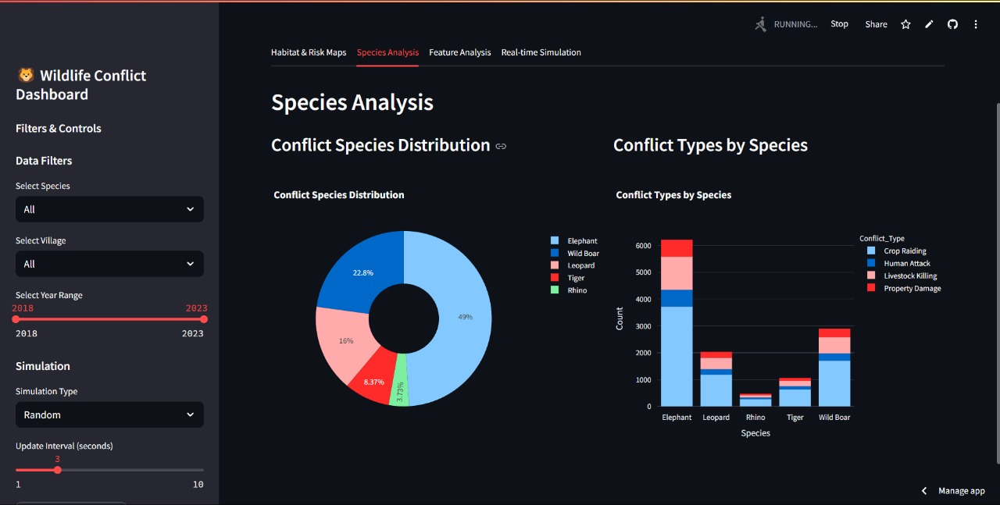 RUNNING...
Stop
Share
🦁 Wildlife Conflict
Dashboard
Filters & Controls
Data Filters
Select Species
All
Select Village
All
Select Year Range
2018
2023
2018
2023
Simulation
Simulation Type
Random
Update Interval (seconds)
3
1
10
Habitat & Risk Maps
Species Analysis
Feature Analysis
Real-time Simulation
Species Analysis
Conflict Species Distribution
Conflict Species Distribution
49%
22.8%
16%
8.37%
3.73%
Elephant
Wild Boar
Leopard
Tiger
Rhino
Conflict Types by Species
Conflict Types by Species
Count
6000
5000
4000
3000
2000
1000
0
Elephant
Leopard
Rhino
Tiger
Wild Boar
Species
Conflict_Type
Crop Raiding
Human Attack
Livestock Killing
Property Damage
Manage app